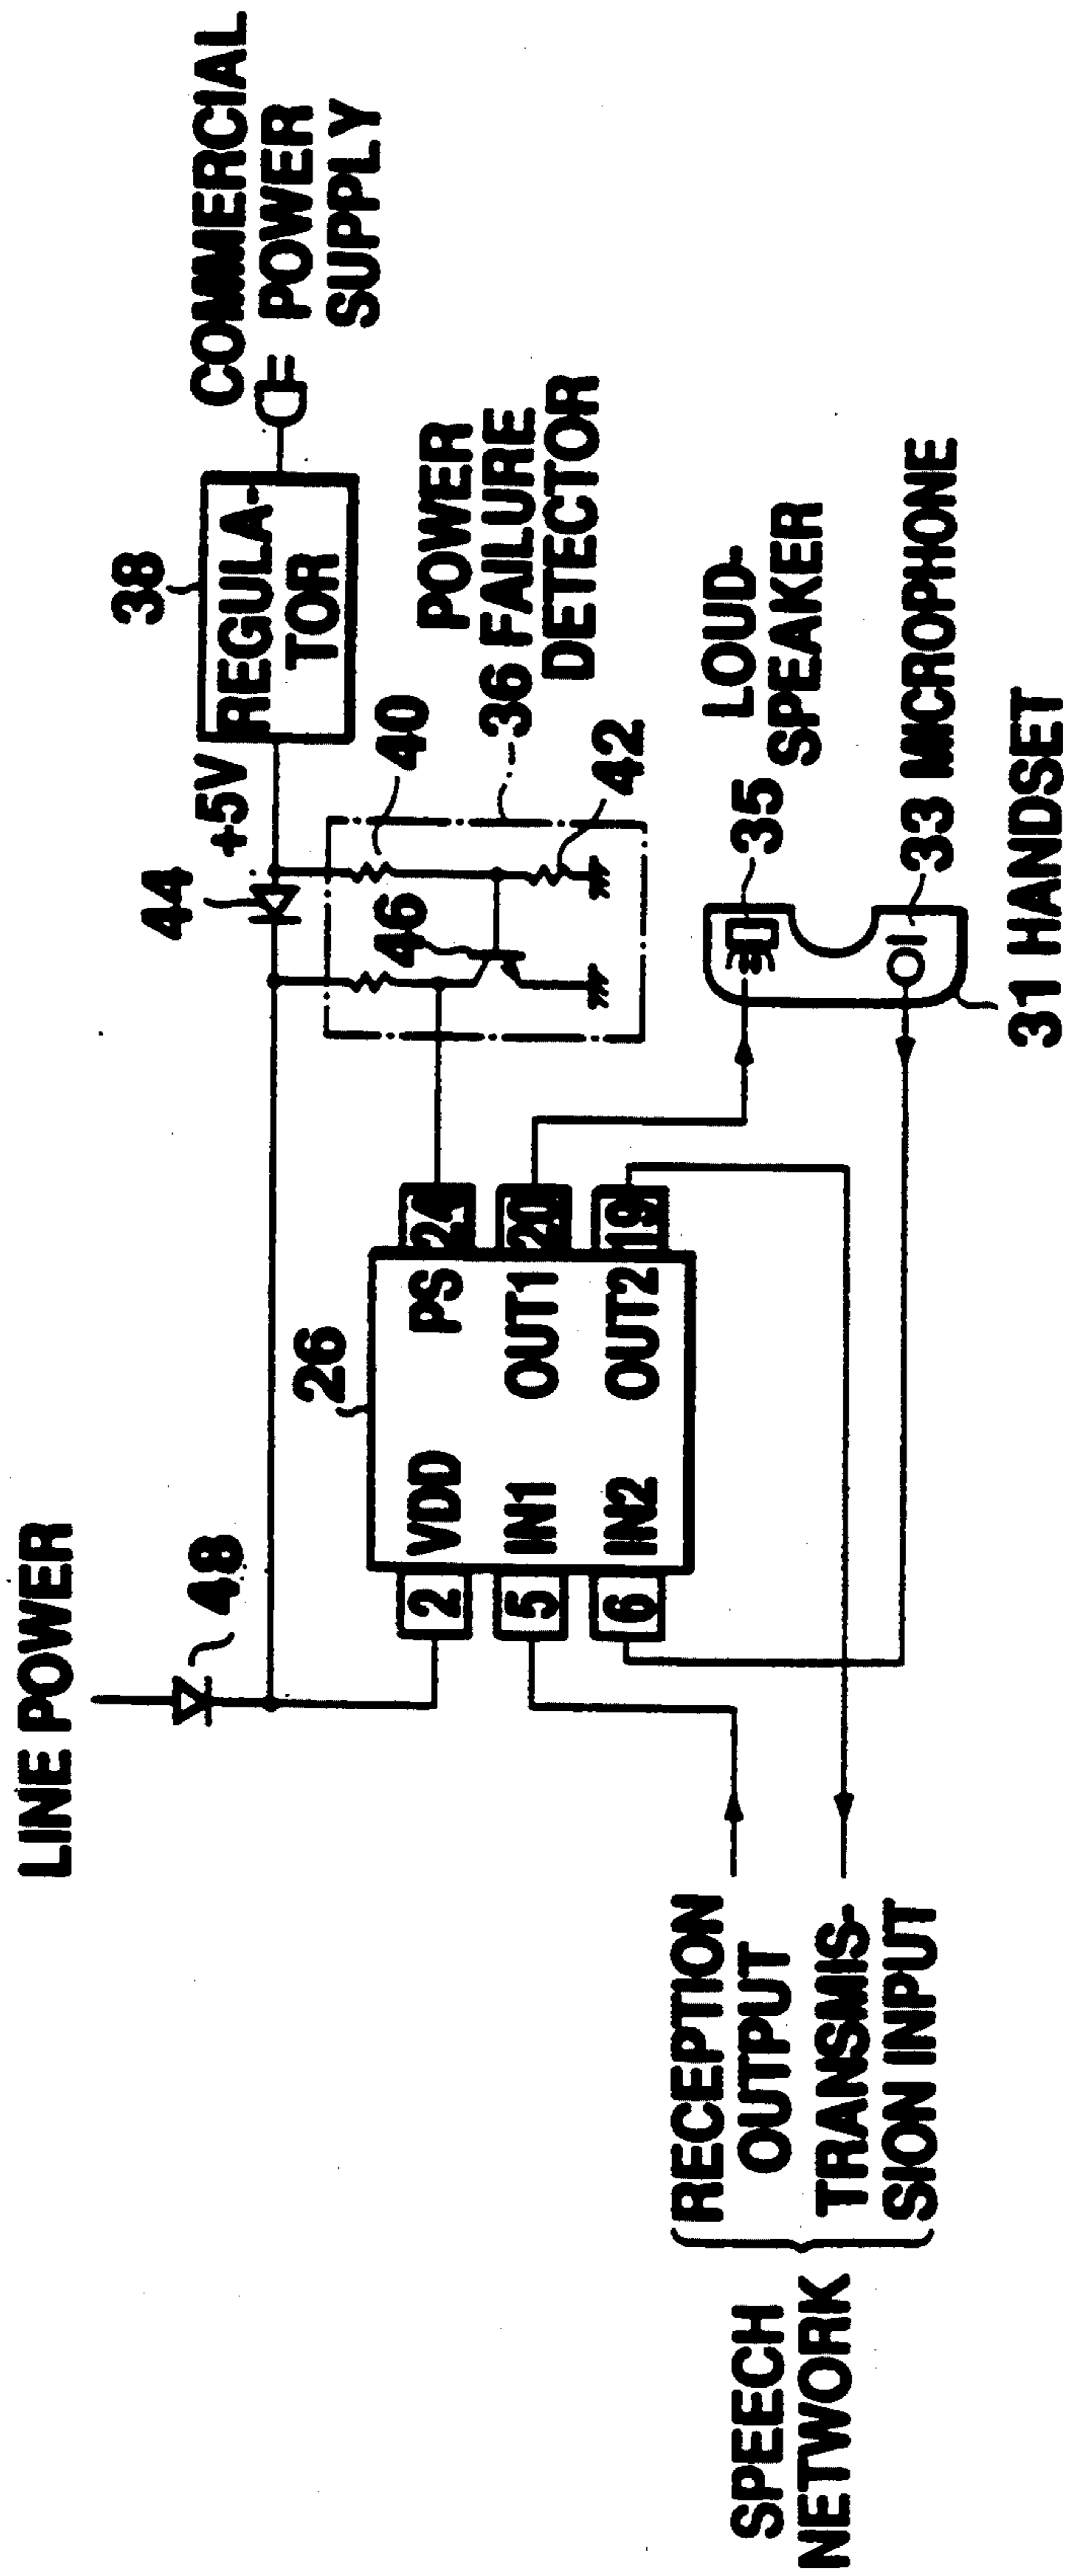 LINE POWER
48
44
+5V
38
REGULA-
TOR
COMMERCIAL
POWER
SUPPLY
40
46
POWER
36 FAILURE
DETECTOR
42
26
2 VDD PS 24
5 IN1 OUT1 20
6 IN2 OUT2 19
35
LOUD-
SPEAKER
33 MICROPHONE
31 HANDSET
SPEECH
NETWORK
RECEPTION
OUTPUT
TRANSMIS-
SION INPUT